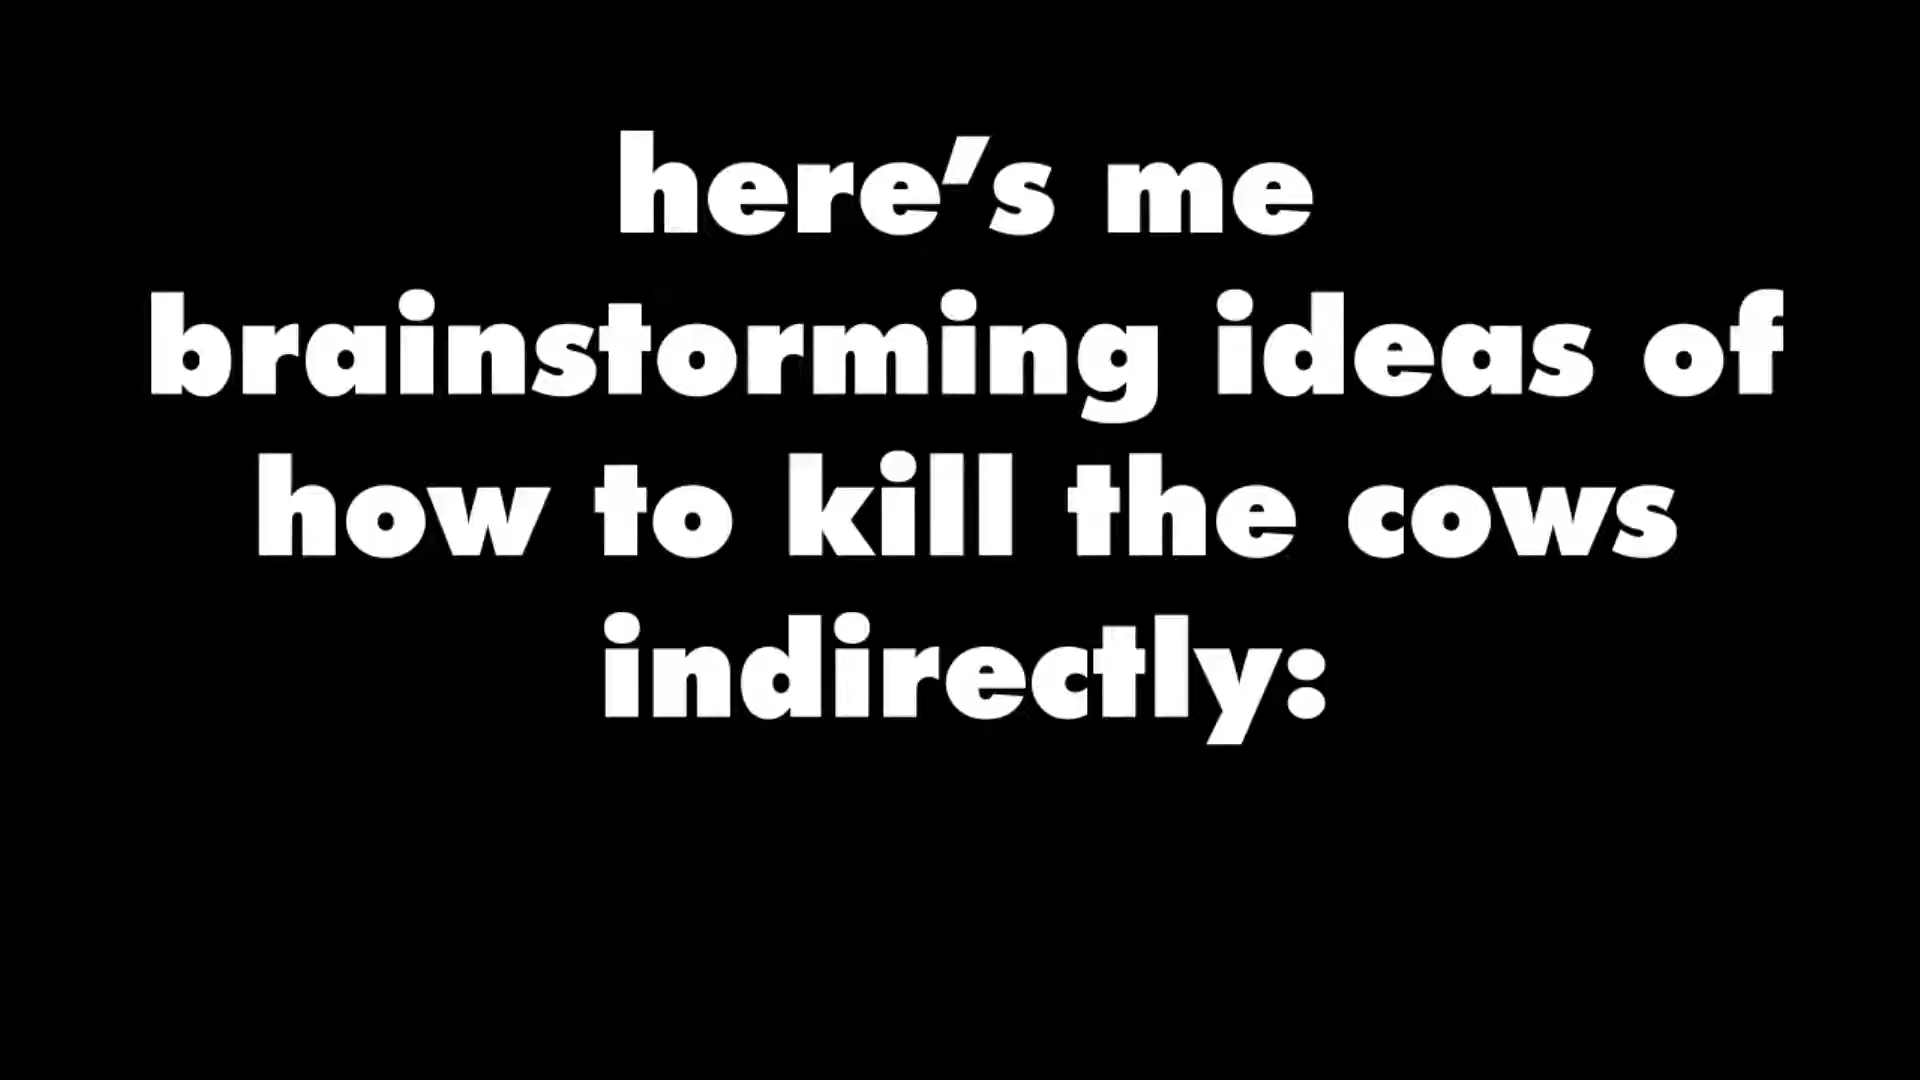 here’s me
brainstorming ideas of
how to kill the cows
indirectly: